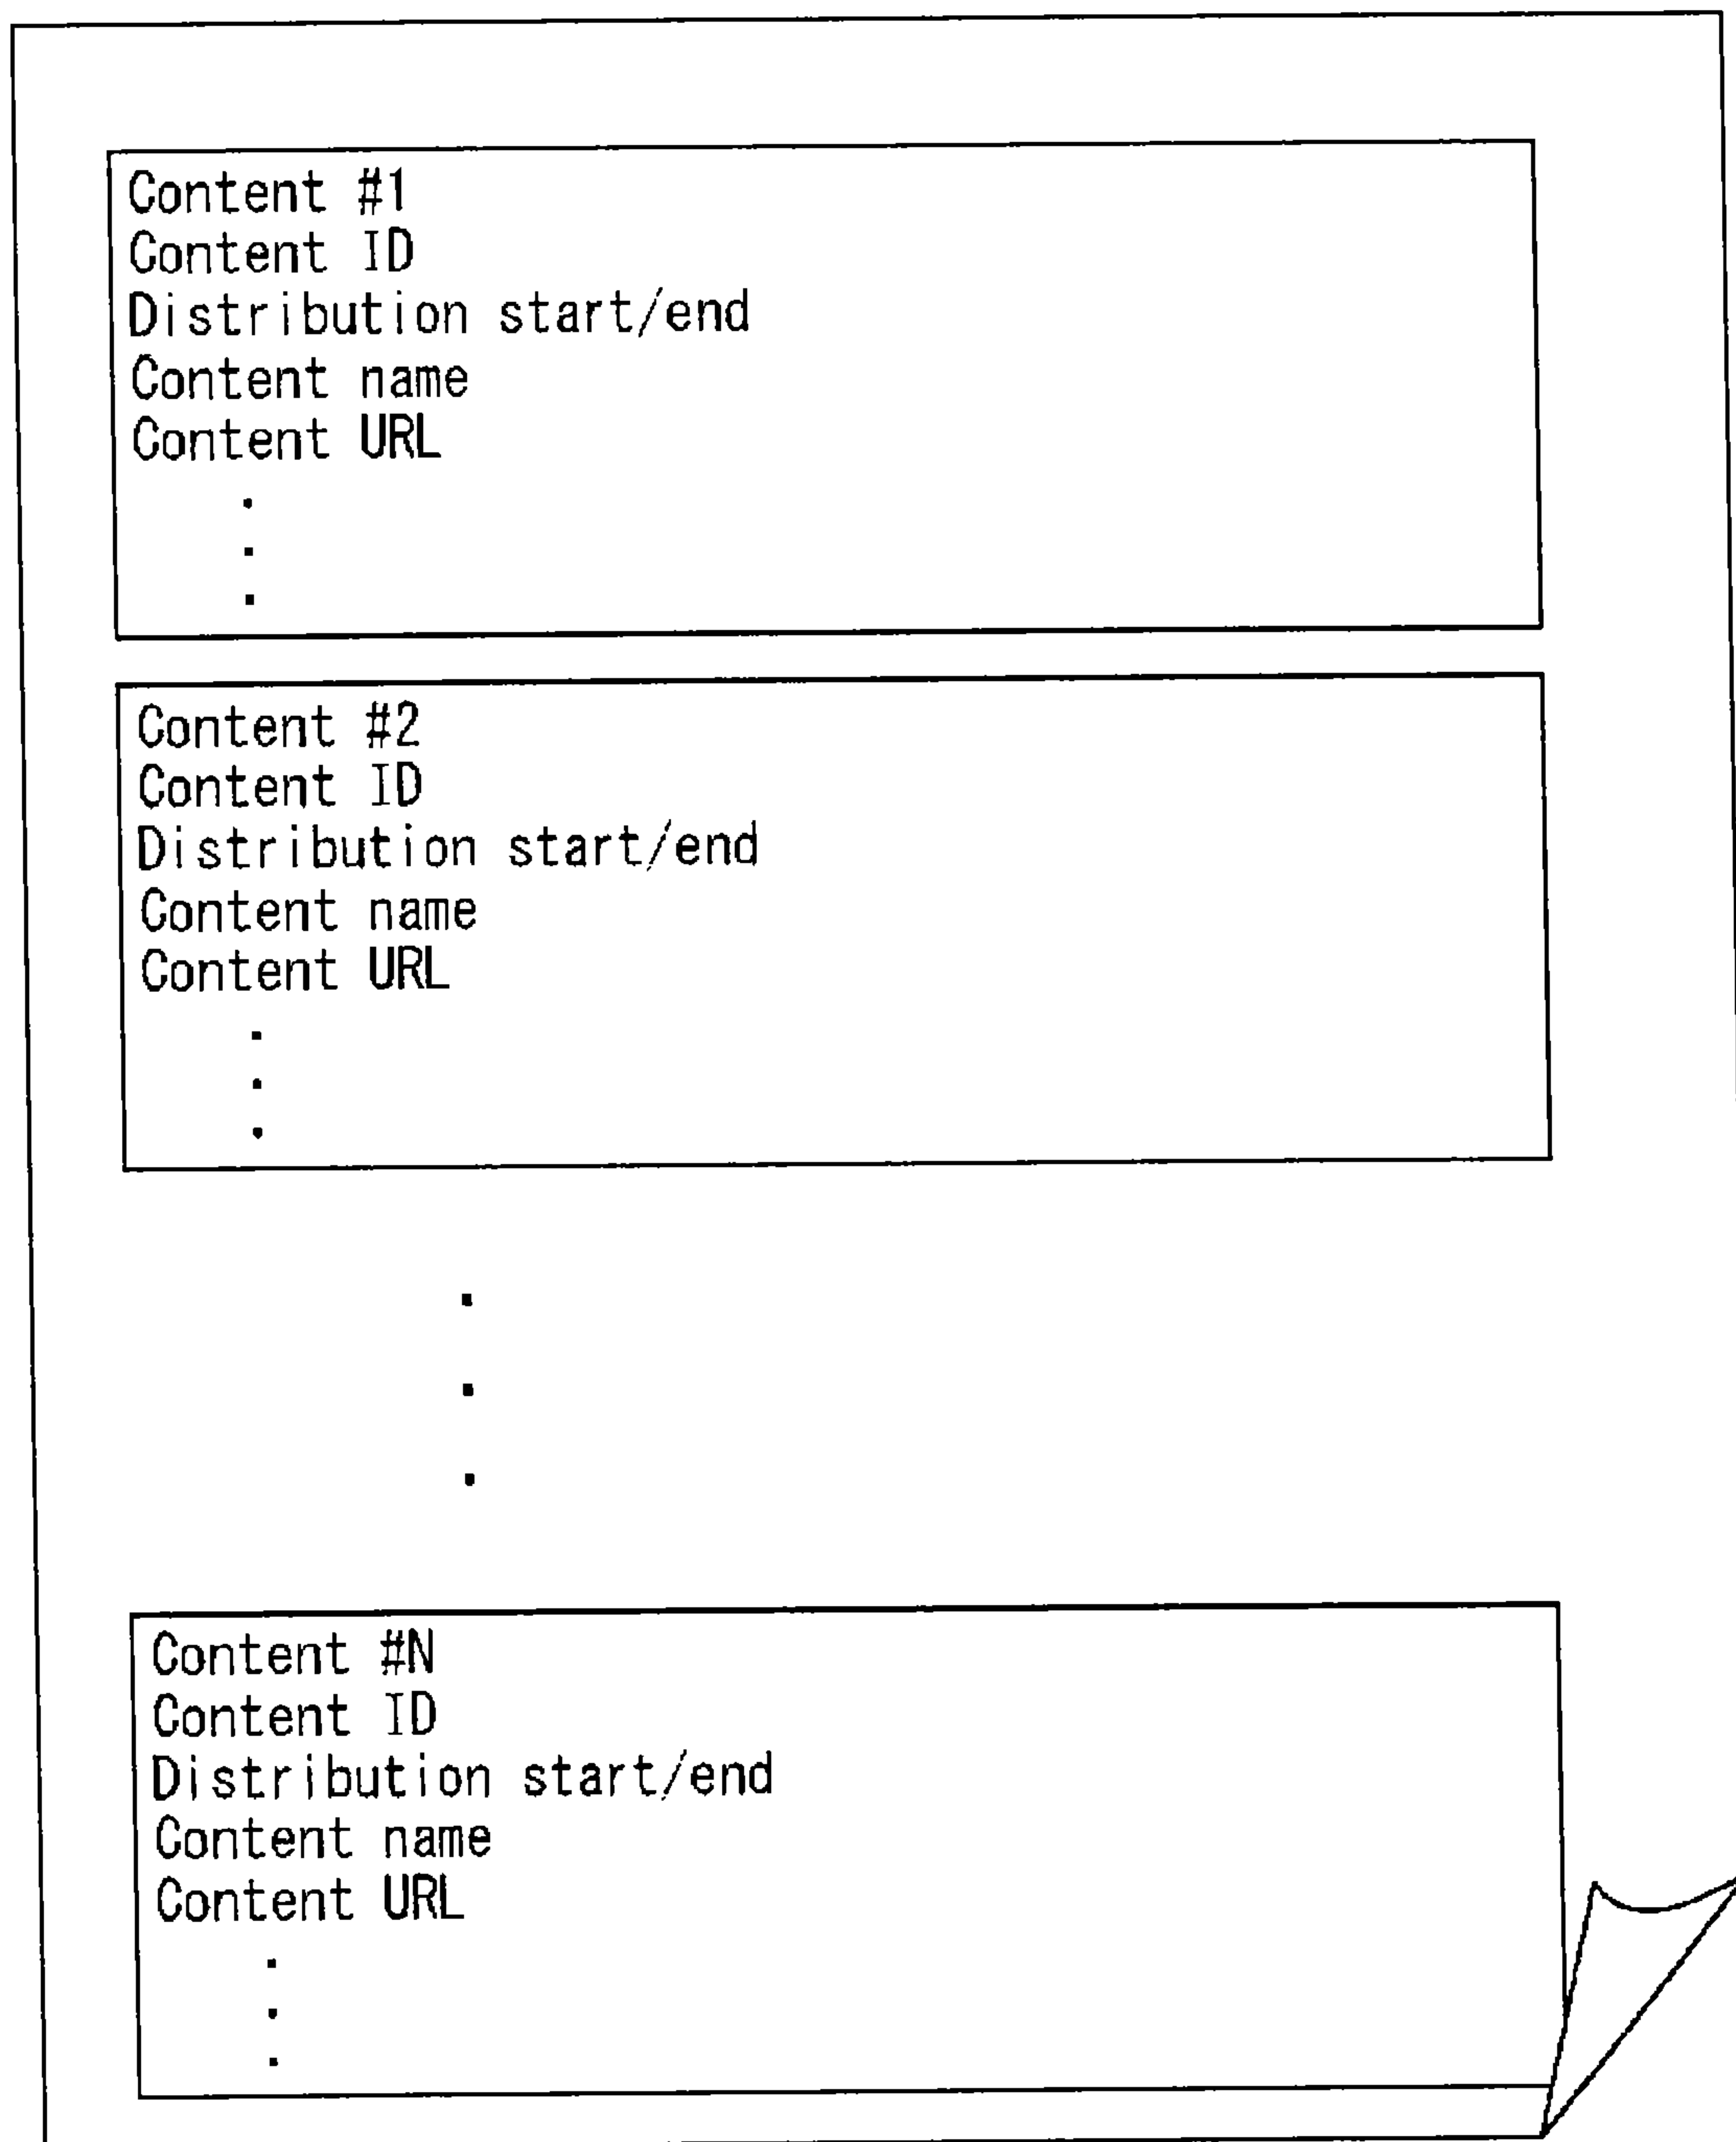 Content #1
Content ID
Distribution start/end
Content name
Content URL
.
.
.
Content #2
Content ID
Distribution start/end
Content name
Content URL
.
.
.
.
.
.
Content #N
Content ID
Distribution start/end
Content name
Content URL
.
.
.